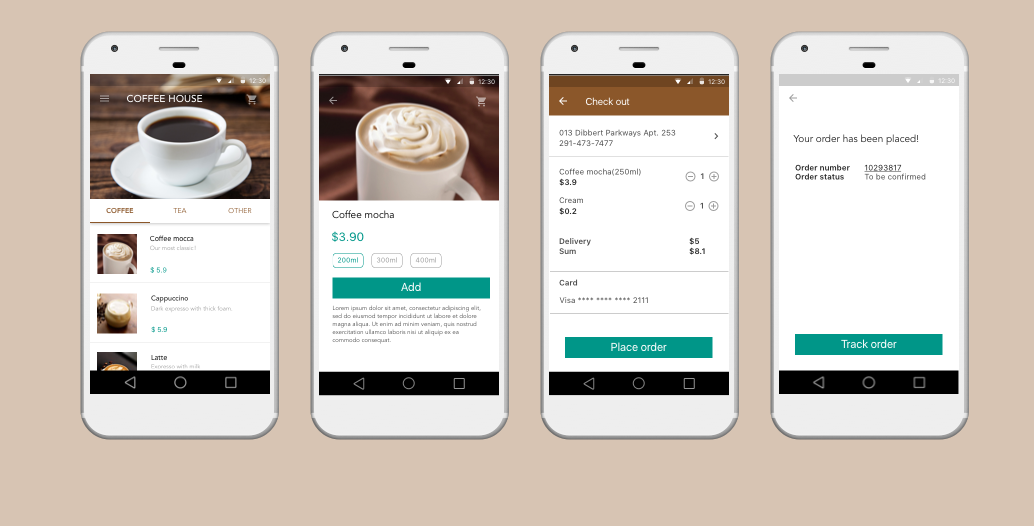 12:30
COFFEE HOUSE
COFFEE TEA OTHER
Coffee mocca
Our most classic!
$ 5.9
Cappuccino
Dark expresso with thick foam.
$ 5.9
Latte
Expresso with milk
12:30
Coffee mocha
$3.90
200ml 300ml 400ml
Add
Lorem ipsum dolor sit amet, consectetur adipiscing elit,
sed do eiusmod tempor incididunt ut labore et dolore
magna aliqua. Ut enim ad minim veniam, quis nostrud
exercitation ullamco laboris nisi ut aliquip ex ea
commodo consequat.
12:30
Check out
013 Dibbert Parkways Apt. 253
291-473-7477
Coffee mocha(250ml) 1
$3.9
Cream 1
$0.2
Delivery $5
Sum $8.1
Card
Visa **** **** **** 2111
Place order
12:30
Your order has been placed!
Order number 10293817
Order status To be confirmed
Track order